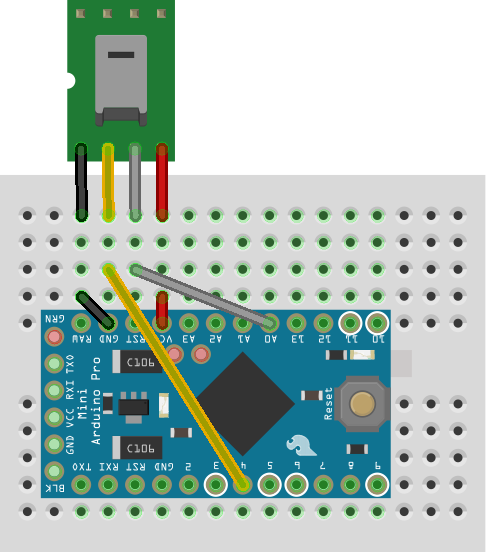 GRN
RAW GND RST VC A3 A2 A1 A0 13 12 11 10
GND VCC RXI TXO
Mini
Arduino Pro
C106
C106
Reset
BLK
TXO RXI RST GND 2 3 4 5 6 7 8 9